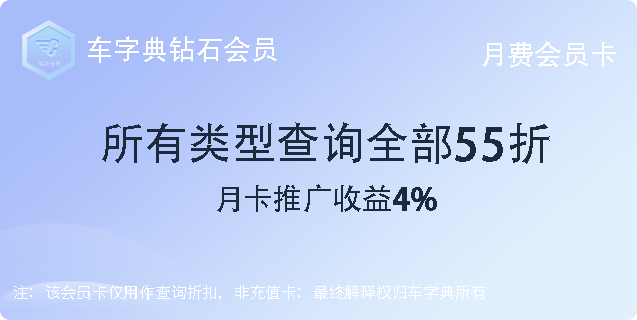 车字典钻石会员
月费会员卡
所有类型查询全部55折
月卡推广收益4%
注：该会员卡仅用作查询折扣，非充值卡：最终解释权归车字典所有